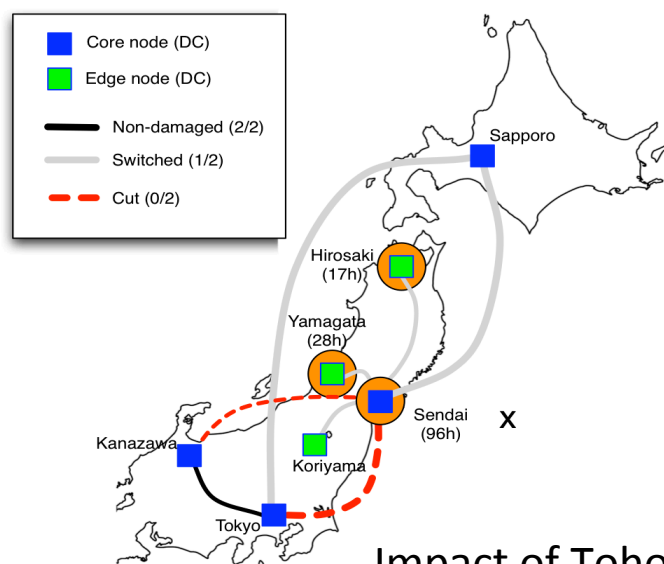 Core node (DC)
Edge node (DC)
Non-damaged (2/2)
Switched (1/2)
Cut (0/2)
Sapporo
Hirosaki
(17h)
Yamagata
(28h)
Sendai
(96h)
x
Kanazawa
Koriyama
Tokyo
Impact of Toho